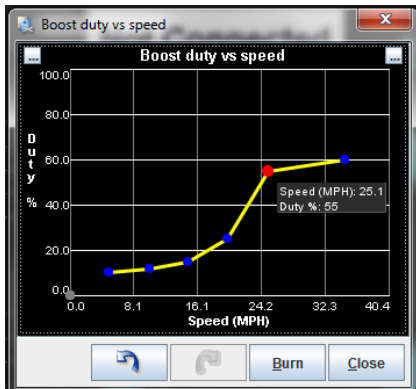 Boost duty vs speed
... Boost duty vs speed ...
100.0
80.0
60.0
40.0
20.0
0.0
Duty %
Speed (MPH): 25.1
Duty %: 55
0.0 8.1 16.1 24.2 32.3 40.4
Speed (MPH)
Burn Close